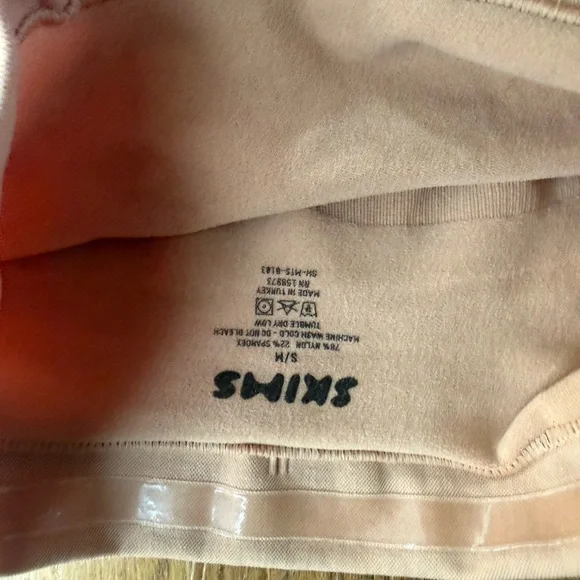 SKIMS
S/M
78% NYLON 22% SPANDEX
MACHINE WASH COLD - DO NOT BLEACH
TUMBLE DRY LOW
MADE IN TURKEY
RN 158973
SH-MTS-0103